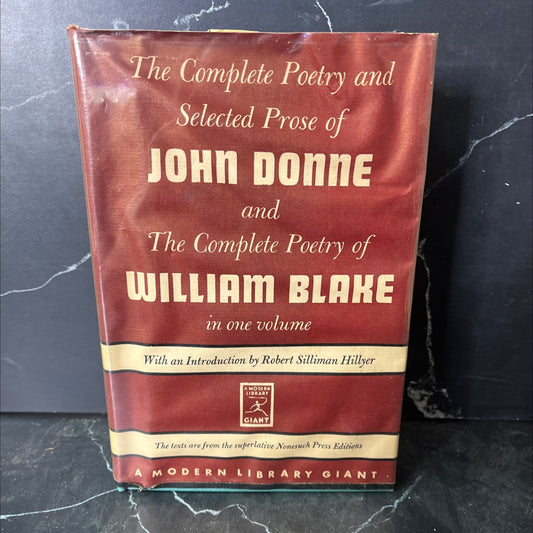 The Complete Poetry and
Selected Prose of
JOHN DONNE
and
The Complete Poetry of
WILLIAM BLAKE
in one volume
With an Introduction by Robert Silliman Hillyer
A MODERN
LIBRARY
GIANT
The texts are from the superlative Nonesuch Press Editions
A MODERN LIBRARY GIANT